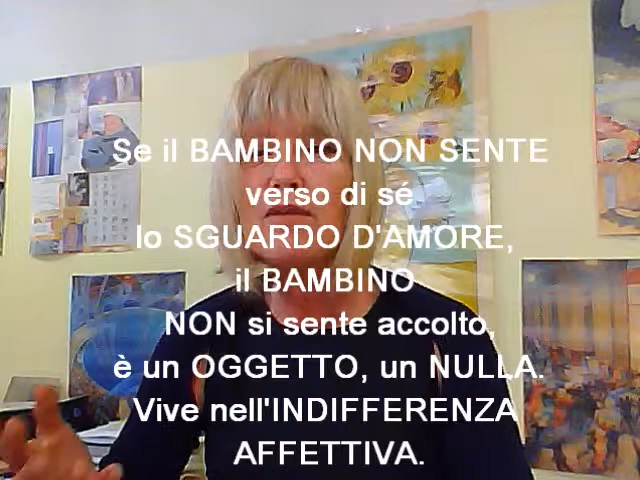 Se il BAMBINO NON SENTE
verso di sé
lo SGUARDO D'AMORE,
il BAMBINO
NON si sente accolto,
è un OGGETTO, un NULLA.
Vive nell'INDIFFERENZA
AFFETTIVA.